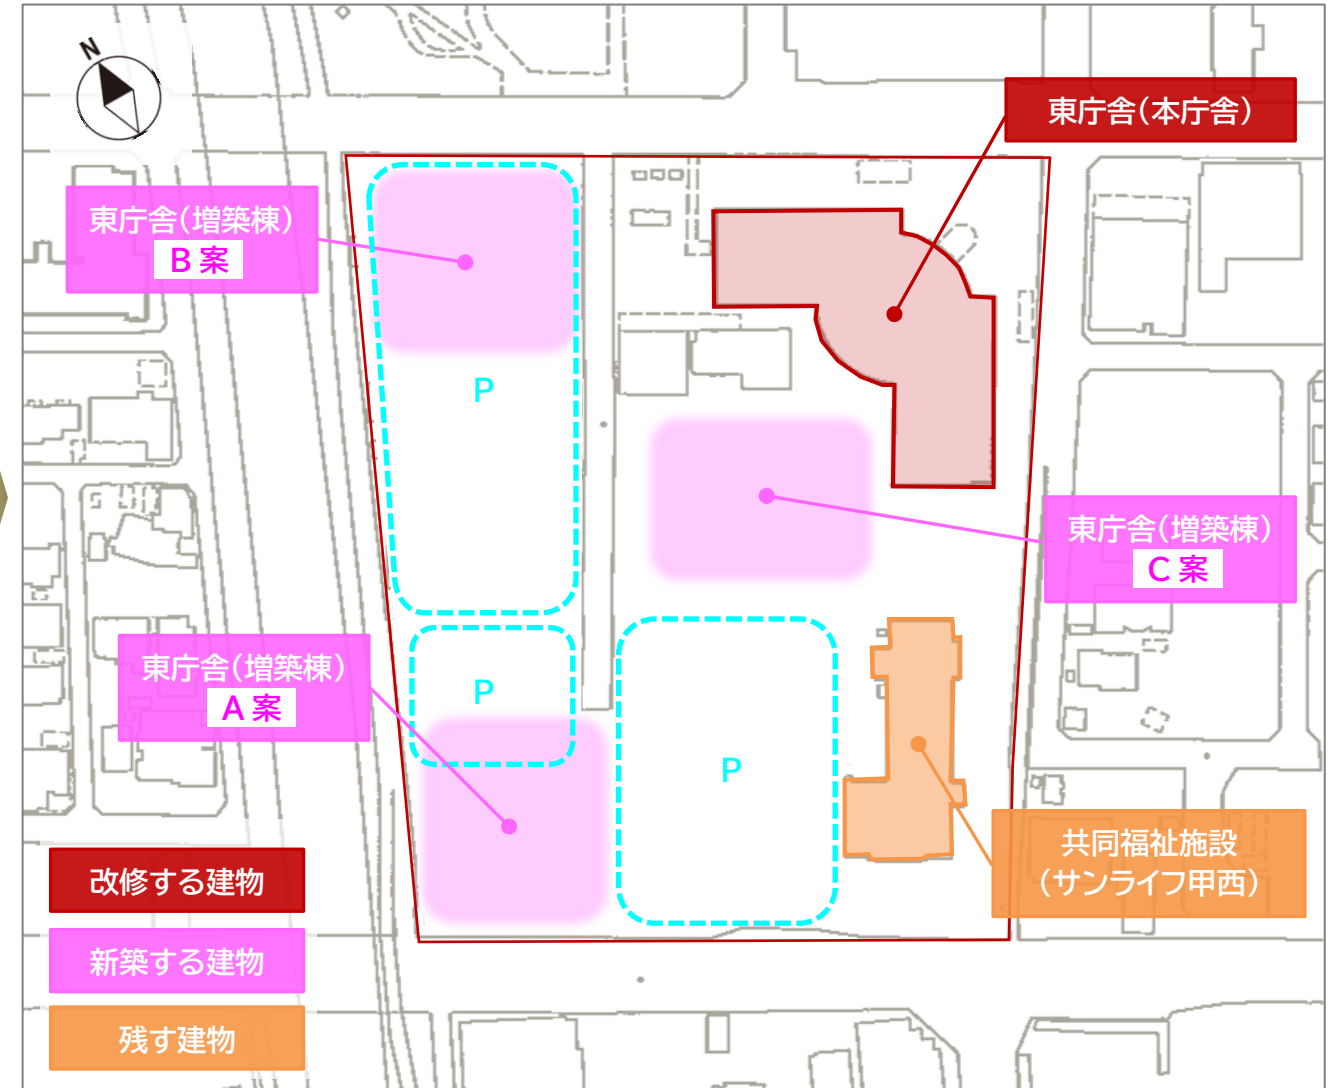 N
東庁舎（本庁舎）
東庁舎（増築棟）
B 案
P
東庁舎（増築棟）
C 案
東庁舎（増築棟）
A 案
P
P
共同福祉施設
（サンライフ甲西）
改修する建物
新築する建物
残す建物